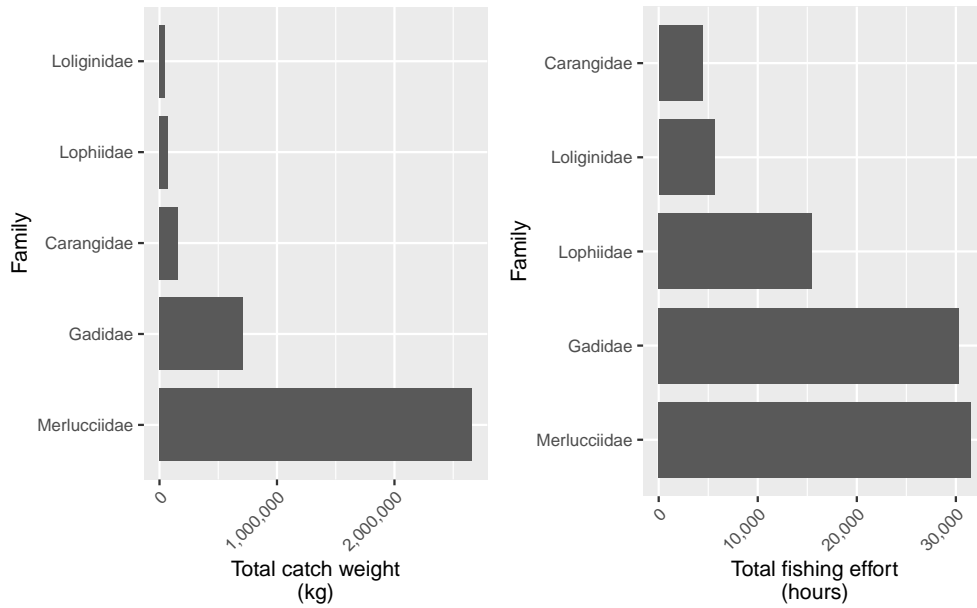 Family
Loliginidae
Lophiidae
Carangidae
Gadidae
Merlucciidae
0
1,000,000
2,000,000
Total catch weight
(kg)
Family
Carangidae
Loliginidae
Lophiidae
Gadidae
Merlucciidae
0
10,000
20,000
30,000
Total fishing effort
(hours)